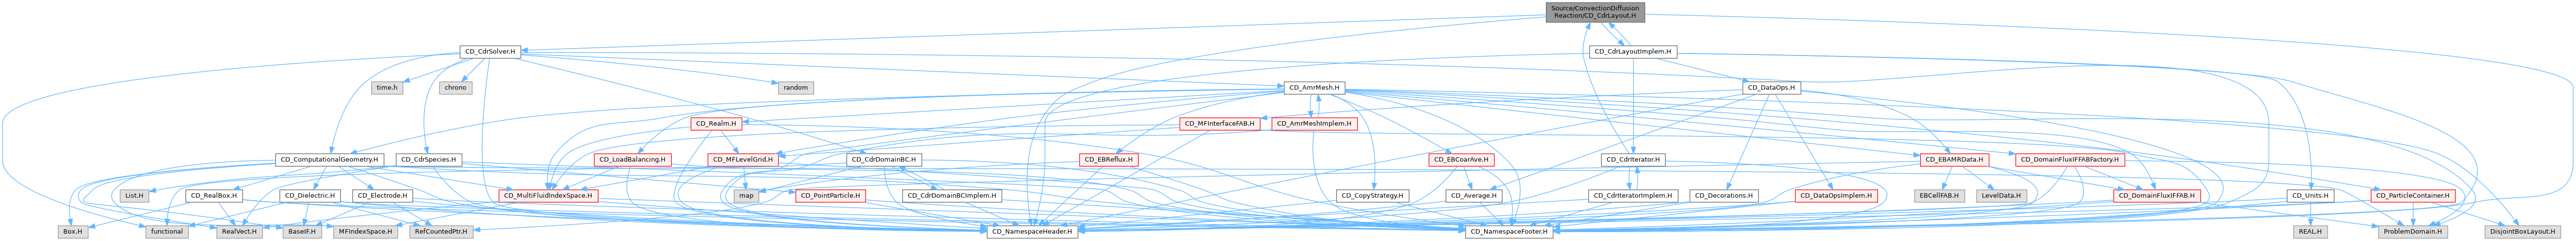 Source/ConvectionDiffusion
Reaction/CD_CdrLayout.H
CD_CdrSolver.H
CD_CdrLayoutImplem.H
time.h
chrono
random
CD_AmrMesh.H
CD_DataOps.H
CD_Realm.H
CD_MFInterfaceFAB.H
CD_AmrMeshImplem.H
CD_ComputationalGeometry.H
CD_CdrSpecies.H
CD_LoadBalancing.H
CD_MFLevelGrid.H
CD_CdrDomainBC.H
CD_EBReflux.H
CD_EBCoarAve.H
CD_CdrIterator.H
CD_EBAMRData.H
CD_DomainFluxIFFABFactory.H
List.H
CD_RealBox.H
CD_Dielectric.H
CD_Electrode.H
CD_MultiFluidIndexSpace.H
map
CD_PointParticle.H
CD_CdrDomainBCImplem.H
CD_CopyStrategy.H
CD_Average.H
CD_CdrIteratorImplem.H
CD_Decorations.H
CD_DataOpsImplem.H
EBCellFAB.H
LevelData.H
CD_DomainFluxIFFAB.H
CD_Units.H
CD_ParticleContainer.H
Box.H
functional
RealVect.H
BaseIF.H
MFIndexSpace.H
RefCountedPtr.H
CD_NamespaceHeader.H
CD_NamespaceFooter.H
REAL.H
ProblemDomain.H
DisjointBoxLayout.H